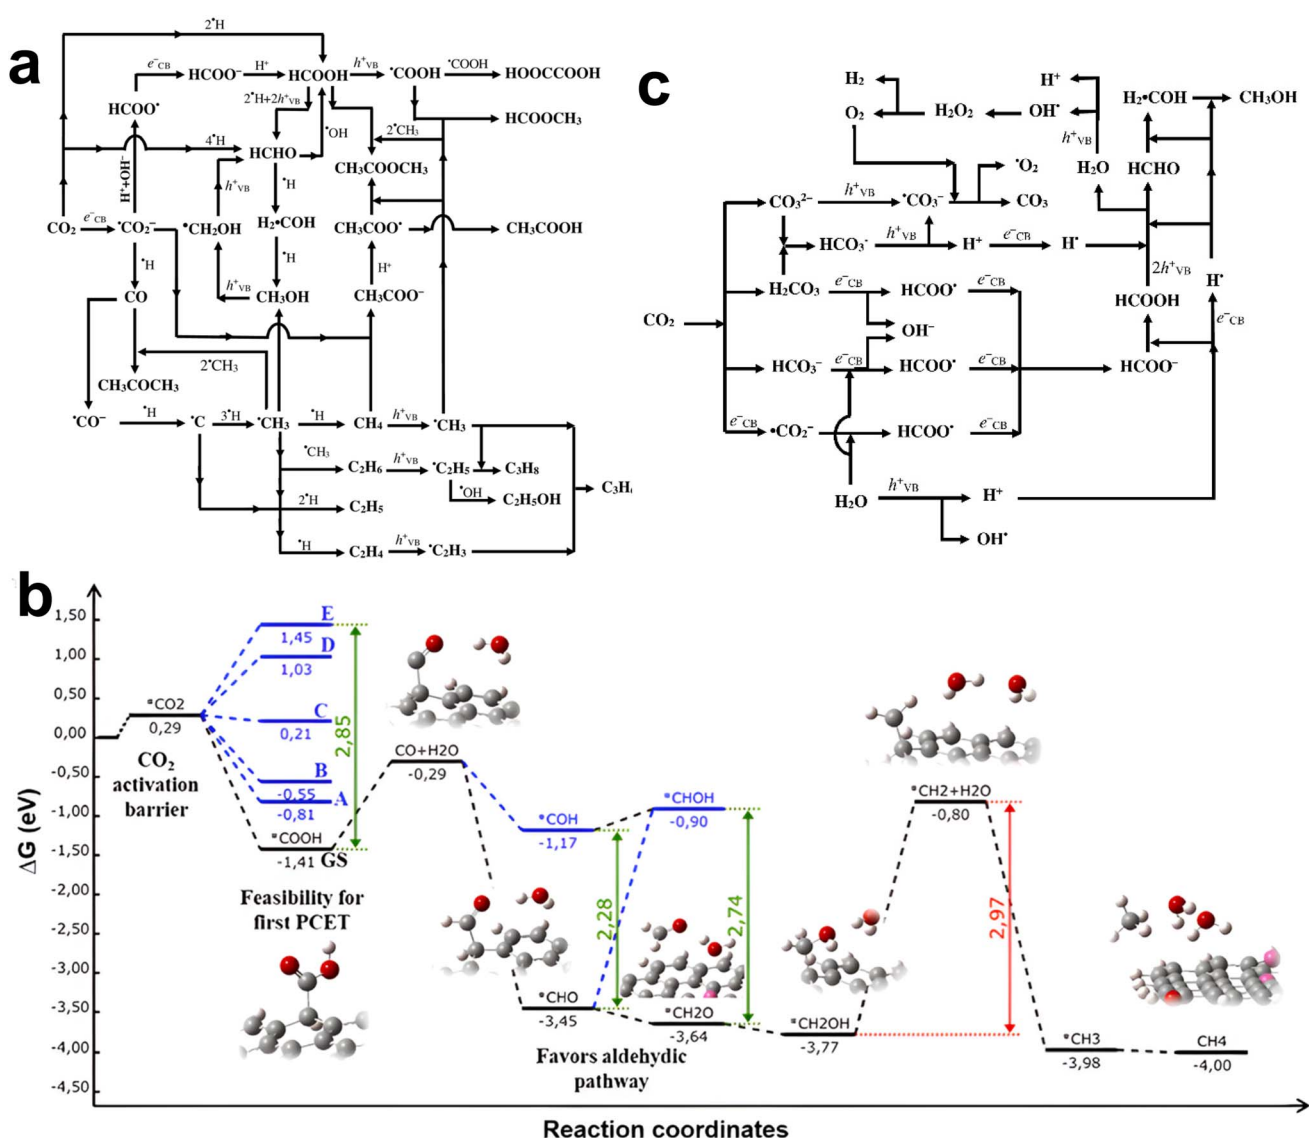 a
2•H
e⁻CB
HCOO⁻
H⁺
HCOOH
h⁺VB
•COOH
•COOH
HOOCCOOH
HCOO•
2•H+2h⁺VB
HCOOCH3
•OH
2•CH3
4•H
HCHO
CH3COOCH3
H⁺+OH⁻
h⁺VB
•H
CO2
e⁻CB
•CO2⁻
•CH2OH
H2•COH
CH3COO•
CH3COOH
•H
•H
H⁺
CO
h⁺VB
CH3OH
CH3COO⁻
2•CH3
CH3COCH3
•CO⁻
•H
•C
3•H
•CH3
•H
CH4
h⁺VB
•CH3
•CH3
C2H6
h⁺VB
•C2H5
C3H8
•OH
C3H
2•H
C2H5
C2H5OH
•H
C2H4
h⁺VB
•C2H3
c
H2
H⁺
H2•COH
CH3OH
O2
H2O2
OH•
h⁺VB
•O2
H2O
HCHO
CO3²⁻
h⁺VB
•CO3⁻
CO3
HCO3⁻
h⁺VB
H⁺
e⁻CB
H•
2h⁺VB
H•
H2CO3
e⁻CB
HCOO•
e⁻CB
HCOOH
CO2
OH⁻
e⁻CB
HCO3⁻
e⁻CB
HCOO•
e⁻CB
HCOO⁻
e⁻CB
•CO2⁻
HCOO•
e⁻CB
H2O
h⁺VB
H⁺
OH•
b
ΔG (eV)
1,50
1,00
0,50
0,00
-0,50
-1,00
-1,50
-2,00
-2,50
-3,00
-3,50
-4,00
-4,50
*CO2
0,29
CO2
activation
barrier
E
1,45
D
1,03
C
0,21
B
-0,55
A
-0,81
*COOH
-1,41
GS
2,85
Feasibility for
first PCET
CO+H2O
-0,29
*COH
-1,17
*CHO
-3,45
2,28
*CHOH
-0,90
2,74
*CH2O
-3,64
Favors aldehydic
pathway
*CH2OH
-3,77
*CH2+H2O
-0,80
2,97
*CH3
-3,98
CH4
-4,00
Reaction coordinates